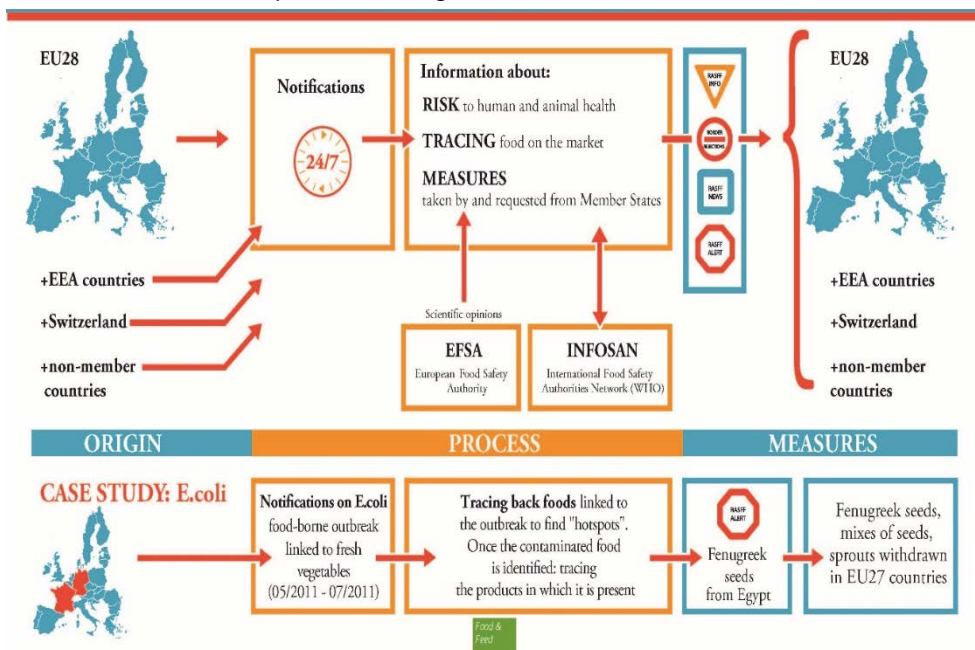 EU28
+EEA countries
+Switzerland
+non-member
countries
Notifications
24/7
Information about:
RISK to human and animal health
TRACING food on the market
MEASURES
taken by and requested from Member States
Scientific opinions
EFSA
European Food Safety
Authority
INFOSAN
International Food Safety
Authorities Network (WHO)
RASFF
INFO
BORDER
REJECTIONS
RASFF
NEWS
RASFF
ALERT
EU28
+EEA countries
+Switzerland
+non-member
countries
ORIGIN
PROCESS
MEASURES
CASE STUDY: E.coli
Notifications on E.coli
food-borne outbreak
linked to fresh
vegetables
(05/2011 - 07/2011)
Tracing back foods linked to
the outbreak to find "hotspots".
Once the contaminated food
is identified: tracing
the products in which it is present
RASFF
ALERT
Fenugreek
seeds
from Egypt
Fenugreek seeds,
mixes of seeds,
sprouts withdrawn
in EU27 countries
Food &
Feed